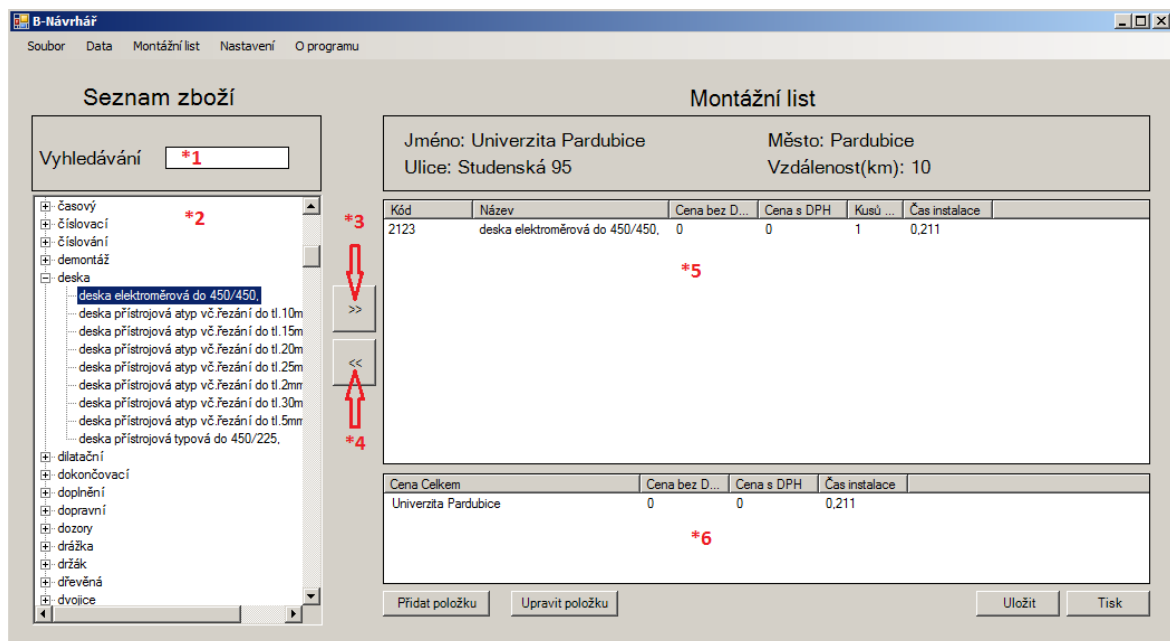 B-Návrhář
Soubor Data Montážní list Nastavení O programu
Seznam zboží
Vyhledávání *1
*2
časový
číslovací
číslování
demontáž
deska
deska elektroměrová do 450/450,
deska přístrojová atyp vč.řezání do tl.10m
deska přístrojová atyp vč.řezání do tl.15m
deska přístrojová atyp vč.řezání do tl.20m
deska přístrojová atyp vč.řezání do tl.25m
deska přístrojová atyp vč.řezání do tl.2mm
deska přístrojová atyp vč.řezání do tl.30m
deska přístrojová atyp vč.řezání do tl.5mm
deska přístrojová typová do 450/225,
dilatační
dokončovací
doplnění
dopravní
dozory
drážka
držák
dřevěná
dvojice
*3
>>
<<
*4
Montážní list
Jméno: Univerzita Pardubice Město: Pardubice
Ulice: Studenská 95 Vzdálenost(km): 10
Kód Název Cena bez D... Cena s DPH Kusů ... Čas instalace
2123 deska elektroměrová do 450/450, 0 0 1 0,211
*5
Cena Celkem Cena bez D... Cena s DPH Čas instalace
Univerzita Pardubice 0 0 0,211
*6
Přidat položku Upravit položku Uložit Tisk